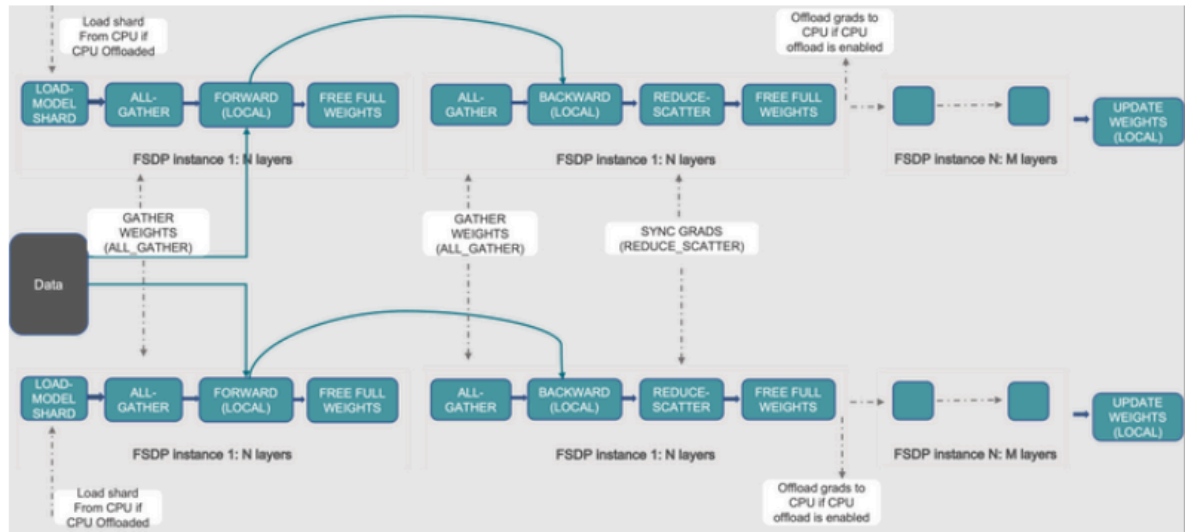 Load shard
From CPU if
CPU Offloaded
Offload grads to
CPU if CPU
offload is enabled
LOAD-
MODEL
SHARD
ALL-
GATHER
FORWARD
(LOCAL)
FREE FULL
WEIGHTS
ALL-
GATHER
BACKWARD
(LOCAL)
REDUCE-
SCATTER
FREE FULL
WEIGHTS
UPDATE
WEIGHTS
(LOCAL)
FSDP instance 1: N layers
FSDP instance 1: N layers
FSDP instance N: M layers
GATHER
WEIGHTS
(ALL_GATHER)
GATHER
WEIGHTS
(ALL_GATHER)
SYNC GRADS
(REDUCE_SCATTER)
Data
LOAD-
MODEL
SHARD
ALL-
GATHER
FORWARD
(LOCAL)
FREE FULL
WEIGHTS
ALL-
GATHER
BACKWARD
(LOCAL)
REDUCE-
SCATTER
FREE FULL
WEIGHTS
UPDATE
WEIGHTS
(LOCAL)
FSDP instance 1: N layers
FSDP instance 1: N layers
FSDP instance N: M layers
Load shard
From CPU if
CPU Offloaded
Offload grads to
CPU if CPU
offload is enabled